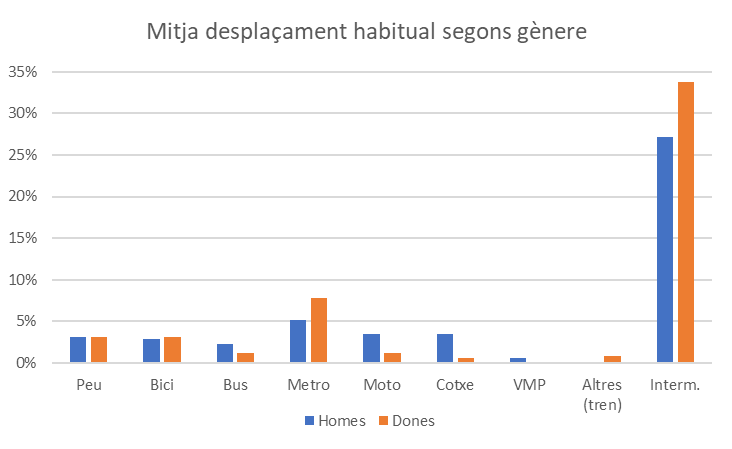 Mitja desplaçament habitual segons gènere
35%
30%
25%
20%
15%
10%
5%
0%
Peu Bici Bus Metro Moto Cotxe VMP Altres (tren) Interm.
Homes Dones